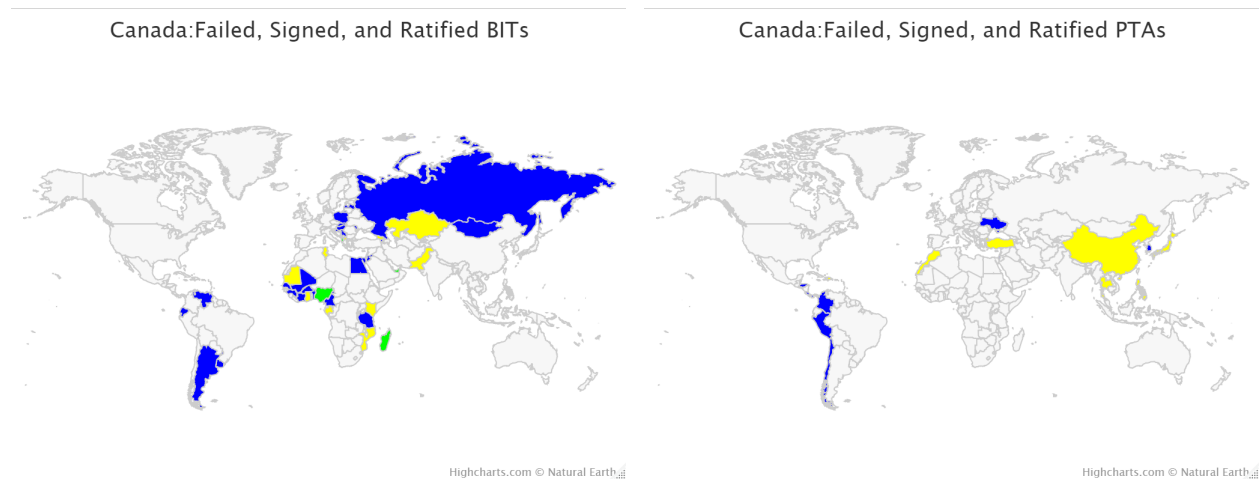 Canada:Failed, Signed, and Ratified BITs
Canada:Failed, Signed, and Ratified PTAs
Highcharts.com © Natural Earth
Highcharts.com © Natural Earth